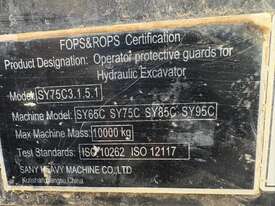 FOPS&ROPS Certification
Product Designation: Operator protective guards for
Hydraulic Excavator
Model: SY75C3.1.5.1
Machine Model: SY65C SY75C SY85C SY95C
Max Machine Mass: 10000 kg
Test Standards: ISO 10262 ISO 12117
SANY HEAVY MACHINE CO.,LTD
Kunshan Jiangsu, China